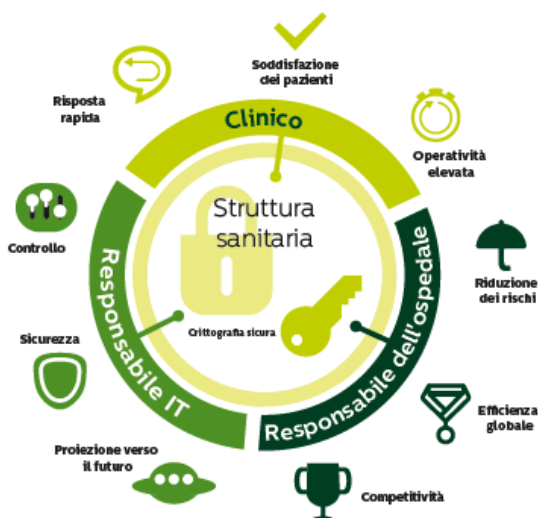 Soddisfazione
dei pazienti
Risposta
rapida
Clinico
Operatività
elevata
Struttura
sanitaria
Controllo
Responsabile IT
Responsabile dell'ospedale
Riduzione
dei rischi
Crittografia sicura
Sicurezza
Efficienza
globale
Proiezione verso
il futuro
Competitività